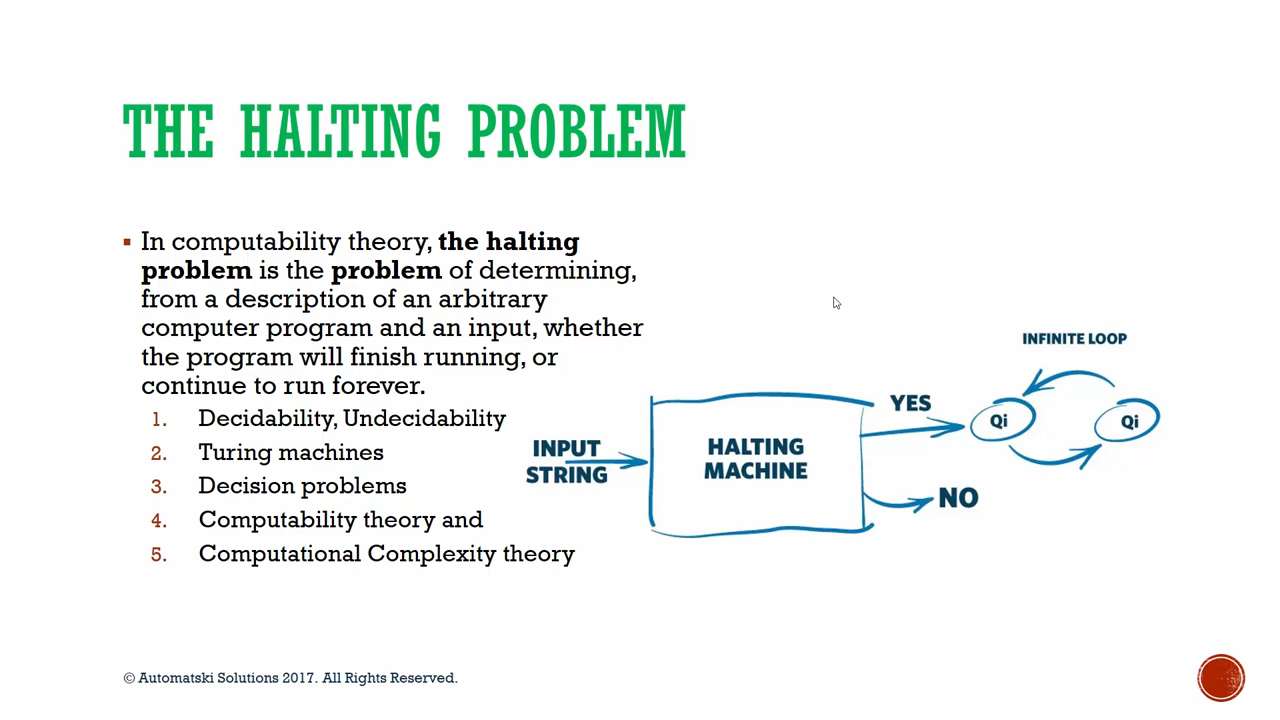 THE HALTING PROBLEM
▪ In computability theory, the halting
problem is the problem of determining,
from a description of an arbitrary
computer program and an input, whether
the program will finish running, or
continue to run forever.
1. Decidability, Undecidability
2. Turing machines
3. Decision problems
4. Computability theory and
5. Computational Complexity theory
INPUT
STRING
HALTING
MACHINE
YES
NO
INFINITE LOOP
Qi
Qi
© Automatski Solutions 2017. All Rights Reserved.